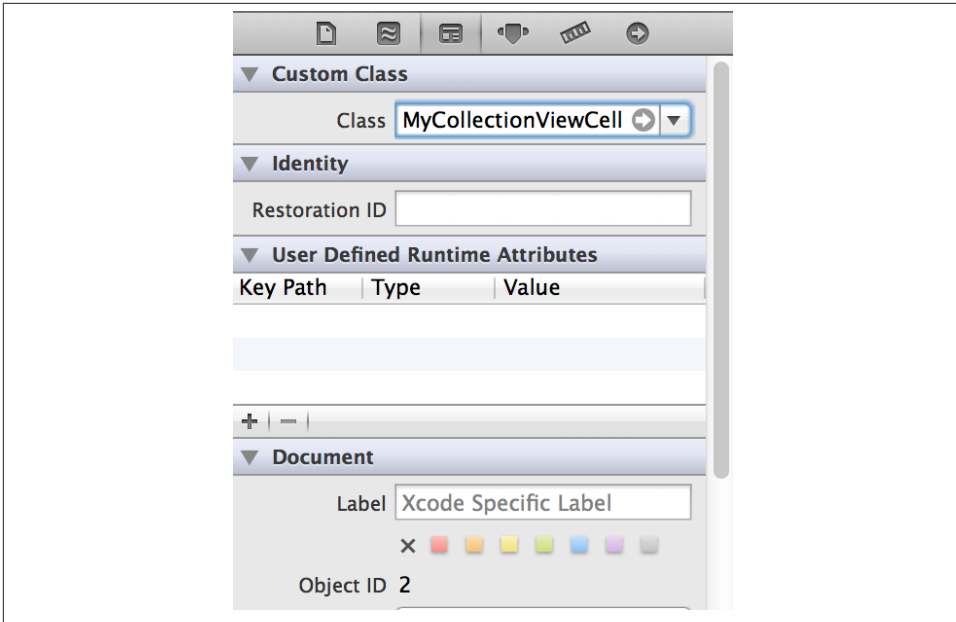 Custom Class
Class MyCollectionViewCell
Identity
Restoration ID
User Defined Runtime Attributes
Key Path Type Value
Document
Label Xcode Specific Label
Object ID 2